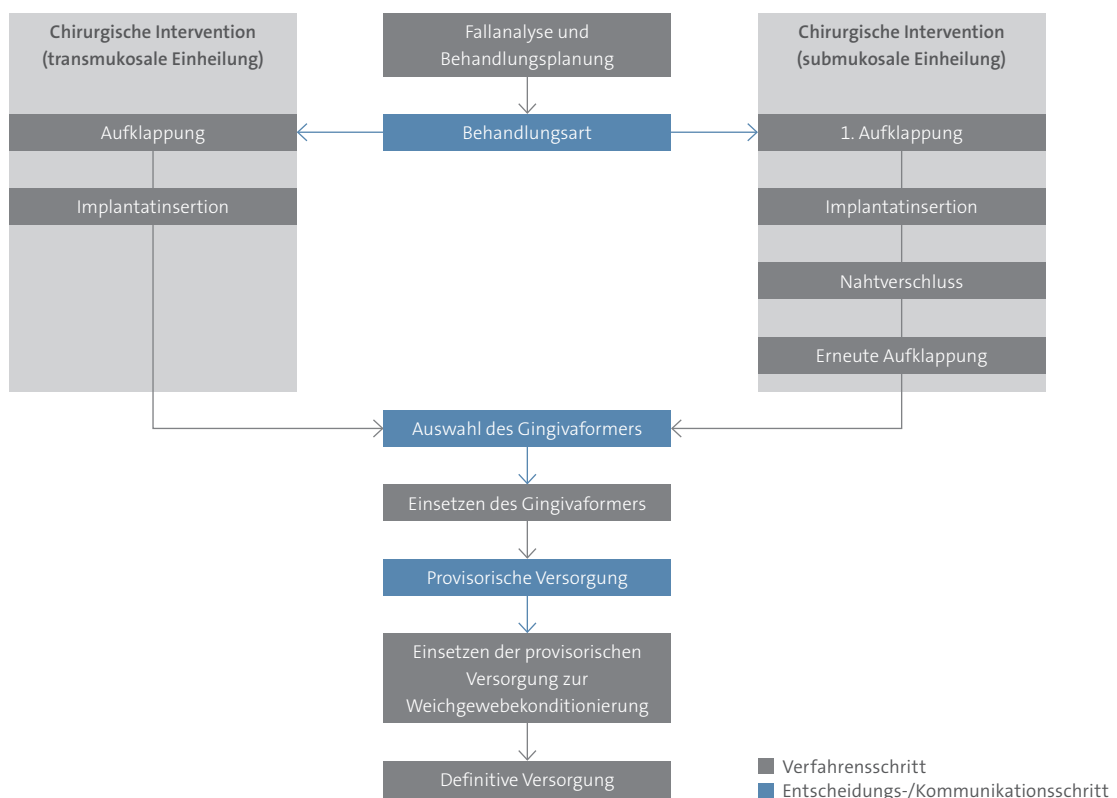 Chirurgische Intervention
(transmukosale Einheilung)
Fallanalyse und
Behandlungsplanung
Chirurgische Intervention
(submukosale Einheilung)
Aufklappung
Behandlungsart
1. Aufklappung
Implantatinsertion
Implantatinsertion
Nahtverschluss
Erneute Aufklappung
Auswahl des Gingivaformers
Einsetzen des Gingivaformers
Provisorische Versorgung
Einsetzen der provisorischen
Versorgung zur
Weichgewebekonditionierung
Definitive Versorgung
Verfahrensschritt
Entscheidungs-/Kommunikationsschritt